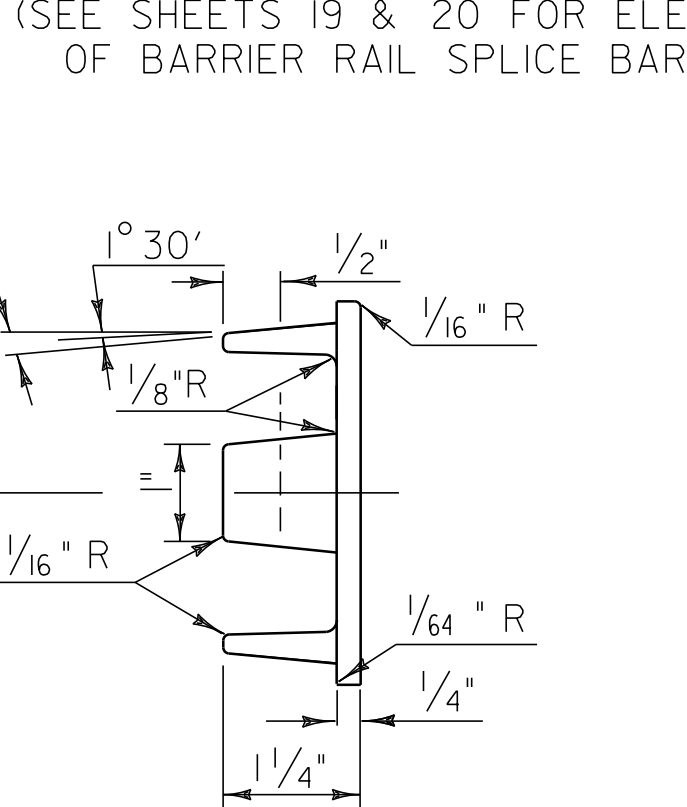 (SEE SHEETS 19 & 20 FOR ELE
OF BARRIER RAIL SPLICE BAR
1°30′
1/2"
1/16" R
1/8"R
1"
1/16" R
1/64" R
1/4"
1 1/4"